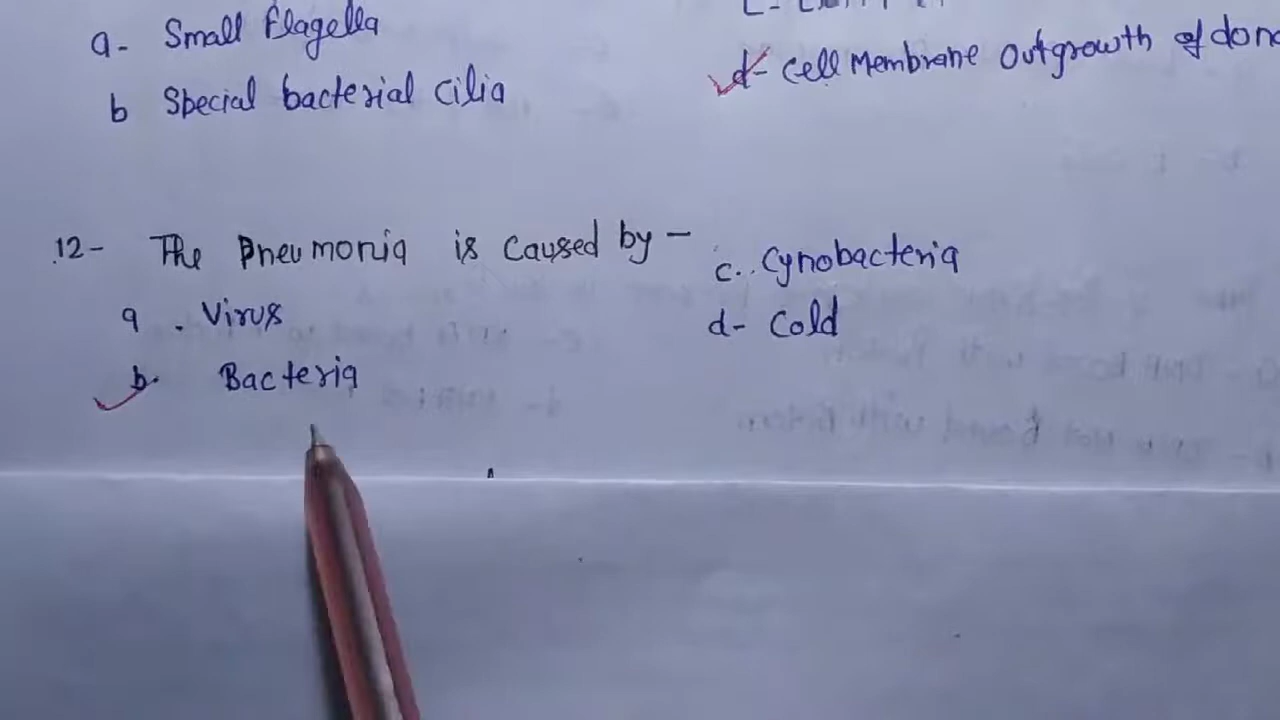 a- Small Flagella
b Special bacterial cilia
d- Cell Membrane Outgrowth of
12- The Pneumonia is caused by -
a . Virus
b. Bacteria
c. Cynobacteria
d- Cold